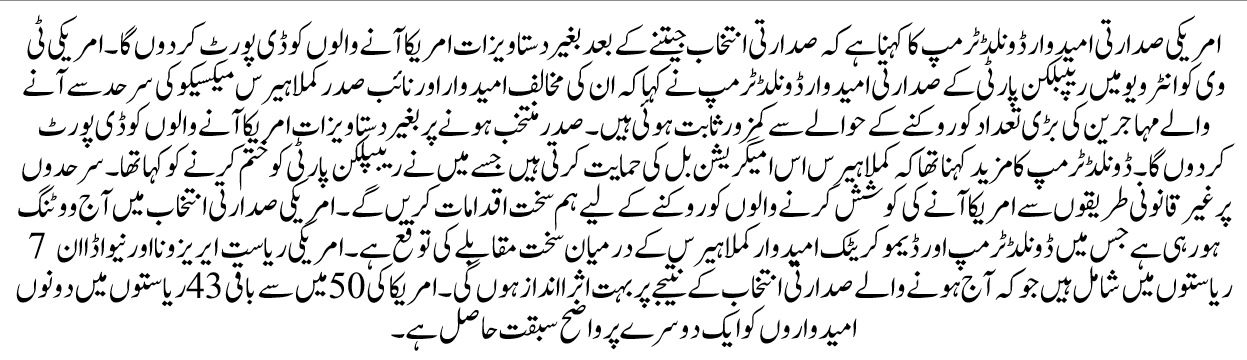 امریکی صدارتی امیدوار ڈونلڈ ٹرمپ کا کہنا ہے کہ صدارتی انتخاب جیتنے کے بعد بغیر دستاویزات امریکا آنے والوں کو ڈی پورٹ کر دوں گا۔ امریکی ٹی
وی کو انٹرویو میں ریپبلکن پارٹی کے صدارتی امیدوار ڈونلڈ ٹرمپ نے کہا کہ ان کی مخالف امیدوار اور نائب صدر کملا ہیرس میکسیکو کی سرحد سے آنے
والے مہاجرین کی بڑی تعداد کو روکنے کے حوالے سے کمزور ثابت ہوئی ہیں۔ صدر منتخب ہونے پر بغیر دستاویزات امریکا آنے والوں کو ڈی پورٹ
کر دوں گا۔ ڈونلڈ ٹرمپ کا مزید کہنا تھا کہ کملا ہیرس اس امیگریشن بل کی حمایت کرتی ہیں جسے میں نے ریپبلکن پارٹی کو ختم کرنے کو کہا تھا۔ سرحدوں
پر غیر قانونی طریقوں سے امریکا آنے کی کوشش کرنے والوں کو روکنے کے لیے ہم سخت اقدامات کریں گے۔ امریکی صدارتی انتخاب میں آج ووٹنگ
ہو رہی ہے جس میں ڈونلڈ ٹرمپ اور ڈیموکریٹک امیدوار کملا ہیرس کے درمیان سخت مقابلے کی توقع ہے۔ امریکی ریاست ایریزونا اور نیواڈا ان 7
ریاستوں میں شامل ہیں جو کہ آج ہونے والے صدارتی انتخاب کے نتیجے پر بہت اثر انداز ہوں گی۔ امریکا کی 50 میں سے باقی 43 ریاستوں میں دونوں
امیدواروں کو ایک دوسرے پر واضح سبقت حاصل ہے۔